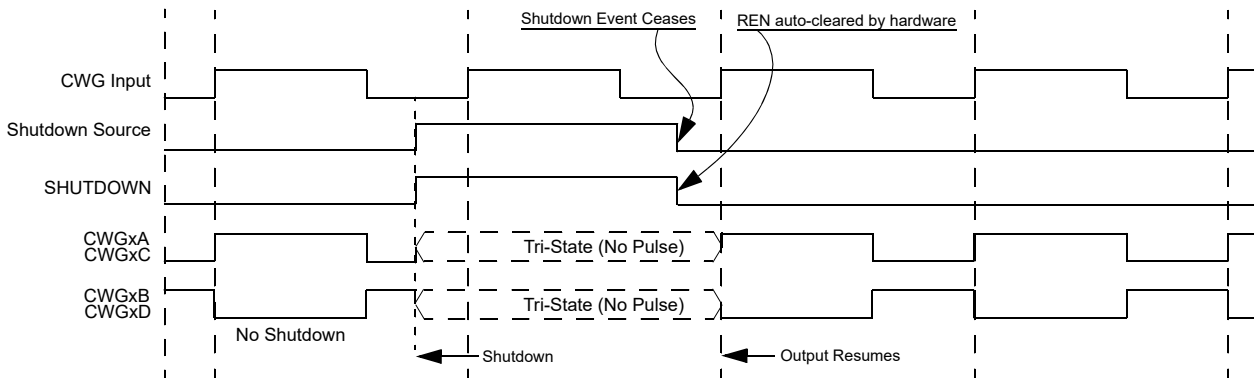 Shutdown Event Ceases
REN auto-cleared by hardware
CWG Input
Shutdown Source
SHUTDOWN
CWGxA
CWGxC
Tri-State (No Pulse)
CWGxB
CWGxD
Tri-State (No Pulse)
No Shutdown
Shutdown
Output Resumes